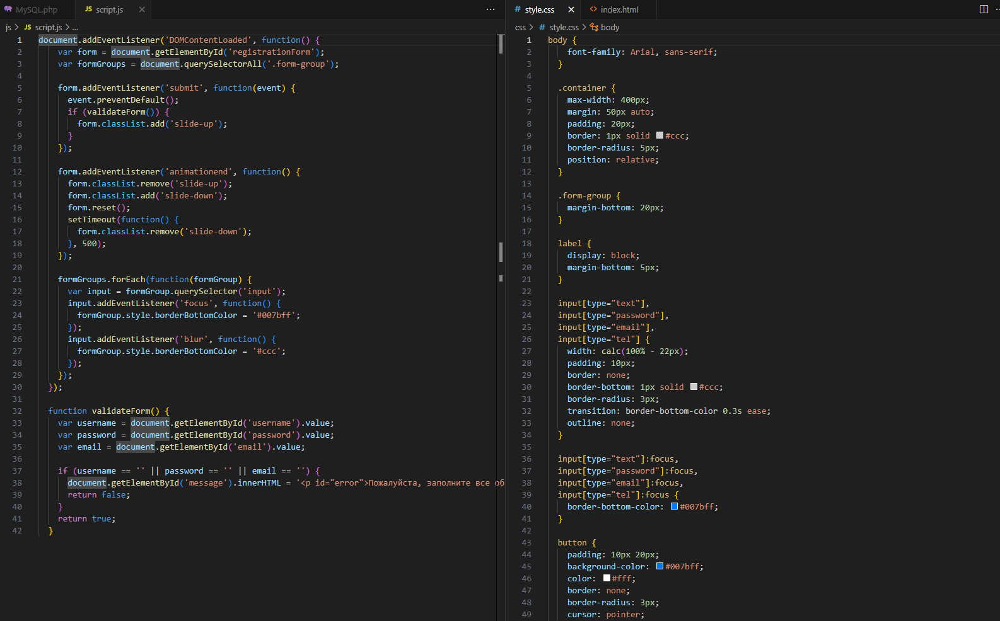 MySQL.php
JS script.js
js > JS script.js > ...
1 document.addEventListener('DOMContentLoaded', function() {
2 var form = document.getElementById('registrationForm');
3 var formGroups = document.querySelectorAll('.form-group');
4
5 form.addEventListener('submit', function(event) {
6 event.preventDefault();
7 if (validateForm()) {
8 form.classList.add('slide-up');
9 }
10 });
11
12 form.addEventListener('animationend', function() {
13 form.classList.remove('slide-up');
14 form.classList.add('slide-down');
15 form.reset();
16 setTimeout(function() {
17 form.classList.remove('slide-down');
18 }, 500);
19 });
20
21 formGroups.forEach(function(formGroup) {
22 var input = formGroup.querySelector('input');
23 input.addEventListener('focus', function() {
24 formGroup.style.borderBottomColor = '#007bff';
25 });
26 input.addEventListener('blur', function() {
27 formGroup.style.borderBottomColor = '#ccc';
28 });
29 });
30 });
31
32 function validateForm() {
33 var username = document.getElementById('username').value;
34 var password = document.getElementById('password').value;
35 var email = document.getElementById('email').value;
36
37 if (username == '' || password == '' || email == '') {
38 document.getElementById('message').innerHTML = '<p id="error">Пожалуйста, заполните все об
39 return false;
40 }
41 return true;
42 }
# style.css
<> index.html
css > # style.css > body
1 body {
2 font-family: Arial, sans-serif;
3 }
4
5 .container {
6 max-width: 400px;
7 margin: 50px auto;
8 padding: 20px;
9 border: 1px solid #ccc;
10 border-radius: 5px;
11 position: relative;
12 }
13
14 .form-group {
15 margin-bottom: 20px;
16 }
17
18 label {
19 display: block;
20 margin-bottom: 5px;
21 }
22
23 input[type="text"],
24 input[type="password"],
25 input[type="email"],
26 input[type="tel"] {
27 width: calc(100% - 22px);
28 padding: 10px;
29 border: none;
30 border-bottom: 1px solid #ccc;
31 border-radius: 3px;
32 transition: border-bottom-color 0.3s ease;
33 outline: none;
34 }
35
36 input[type="text"]:focus,
37 input[type="password"]:focus,
38 input[type="email"]:focus,
39 input[type="tel"]:focus {
40 border-bottom-color: #007bff;
41 }
42
43 button {
44 padding: 10px 20px;
45 background-color: #007bff;
46 color: #fff;
47 border: none;
48 border-radius: 3px;
49 cursor: pointer;